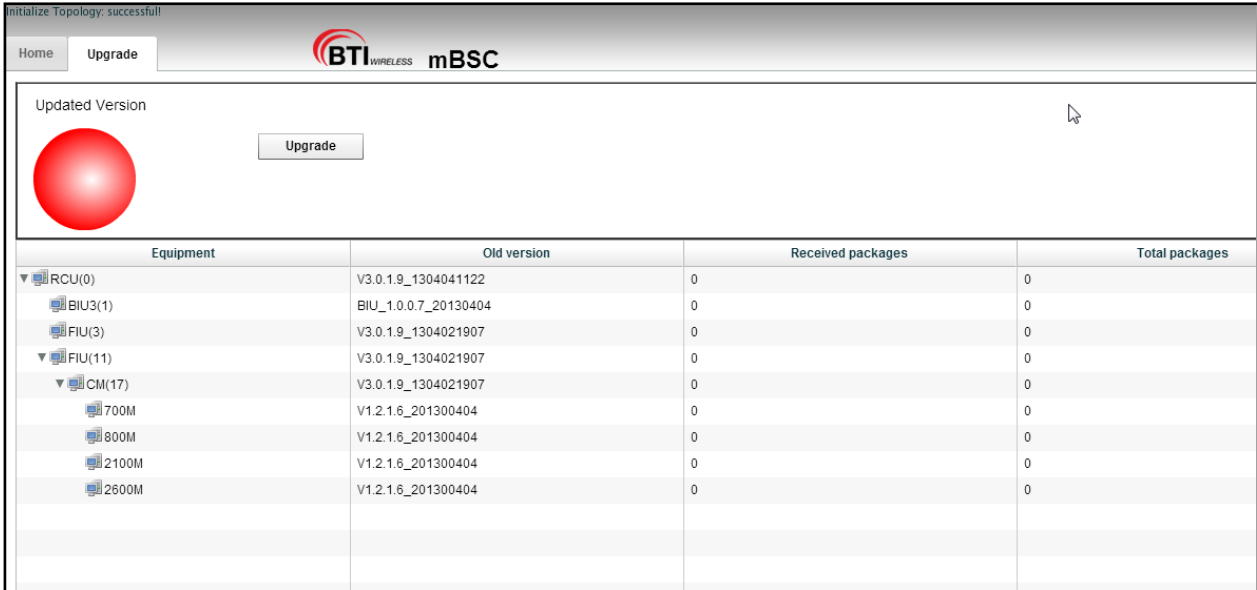 Initialize Topology: successful!
Home Upgrade BTI WIRELESS mBSC
Updated Version
Upgrade
Equipment Old version Received packages Total packages
RCU(0) V3.0.1.9_1304041122 0 0
BIU3(1) BIU_1.0.0.7_20130404 0 0
FIU(3) V3.0.1.9_1304021907 0 0
FIU(11) V3.0.1.9_1304021907 0 0
CM(17) V3.0.1.9_1304021907 0 0
700M V1.2.1.6_201300404 0 0
800M V1.2.1.6_201300404 0 0
2100M V1.2.1.6_201300404 0 0
2600M V1.2.1.6_201300404 0 0